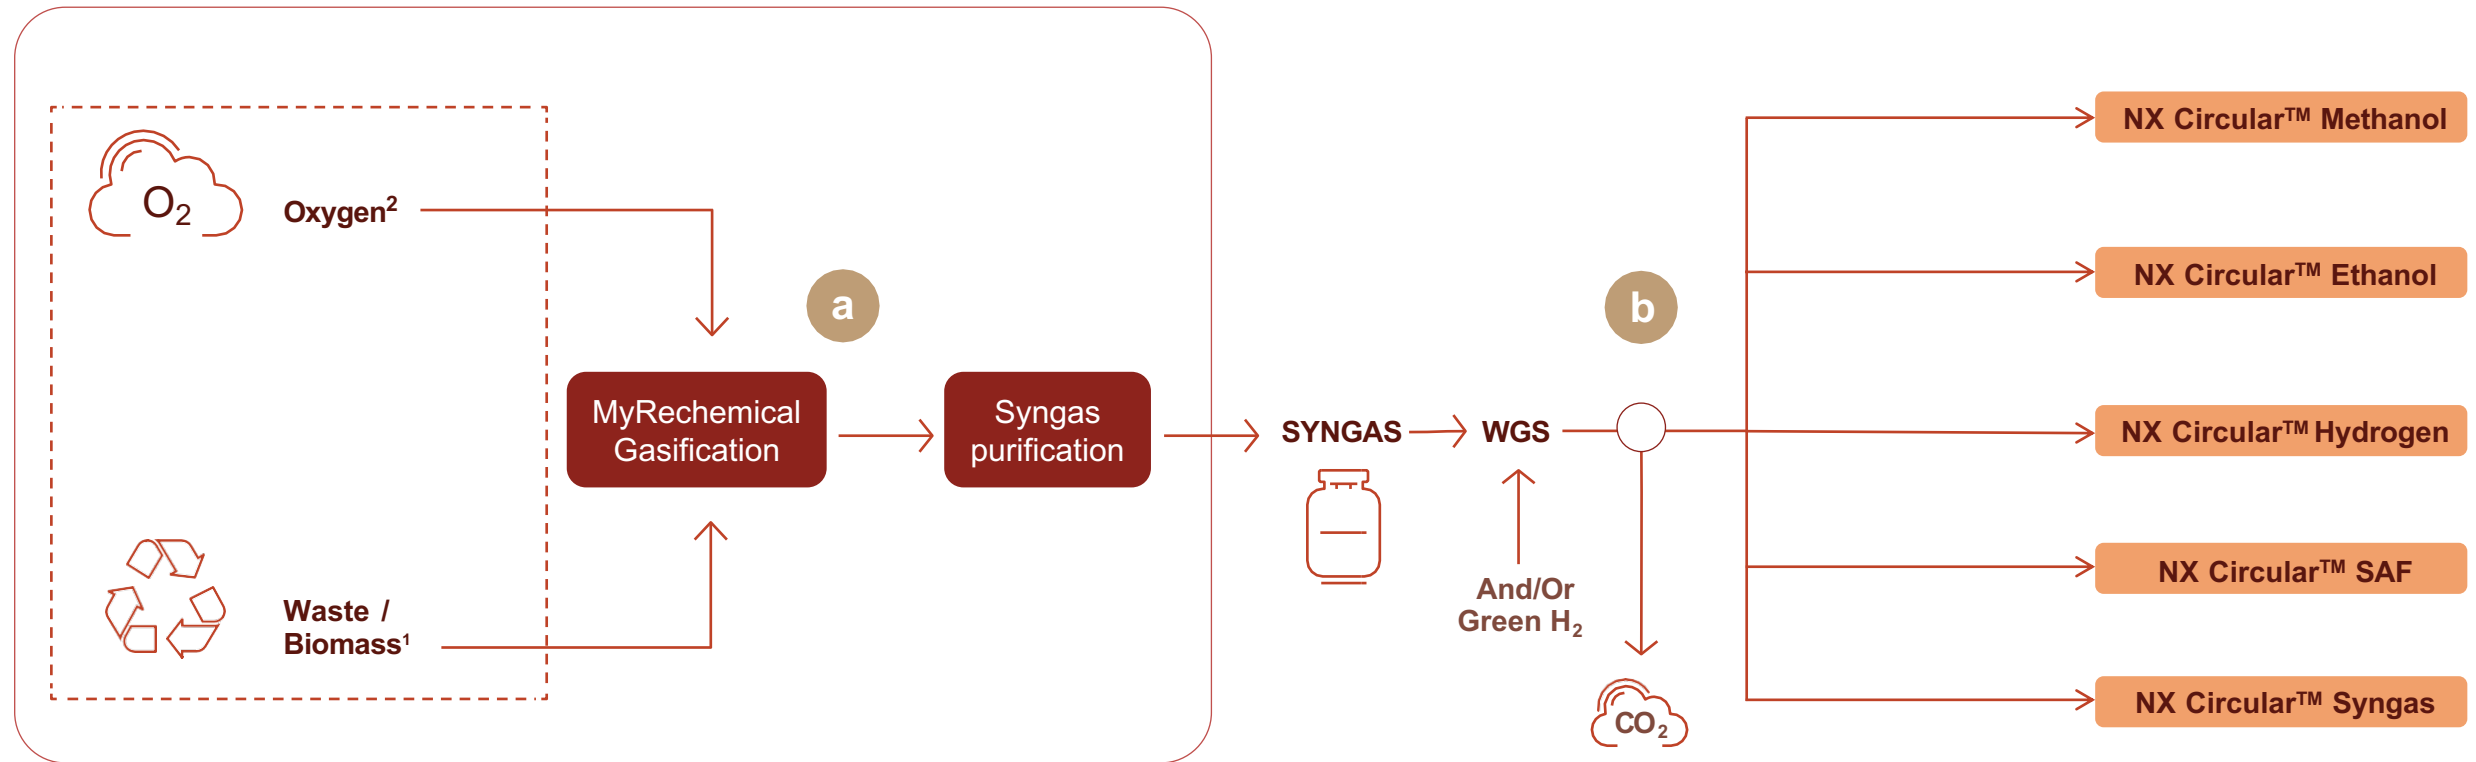 O₂
Oxygen²
Waste /
Biomass¹
a
MyRechemical
Gasification
Syngas
purification
SYNGAS
WGS
And/Or
Green H₂
b
CO₂
NX Circular™ Methanol
NX Circular™ Ethanol
NX Circular™ Hydrogen
NX Circular™ SAF
NX Circular™ Syngas